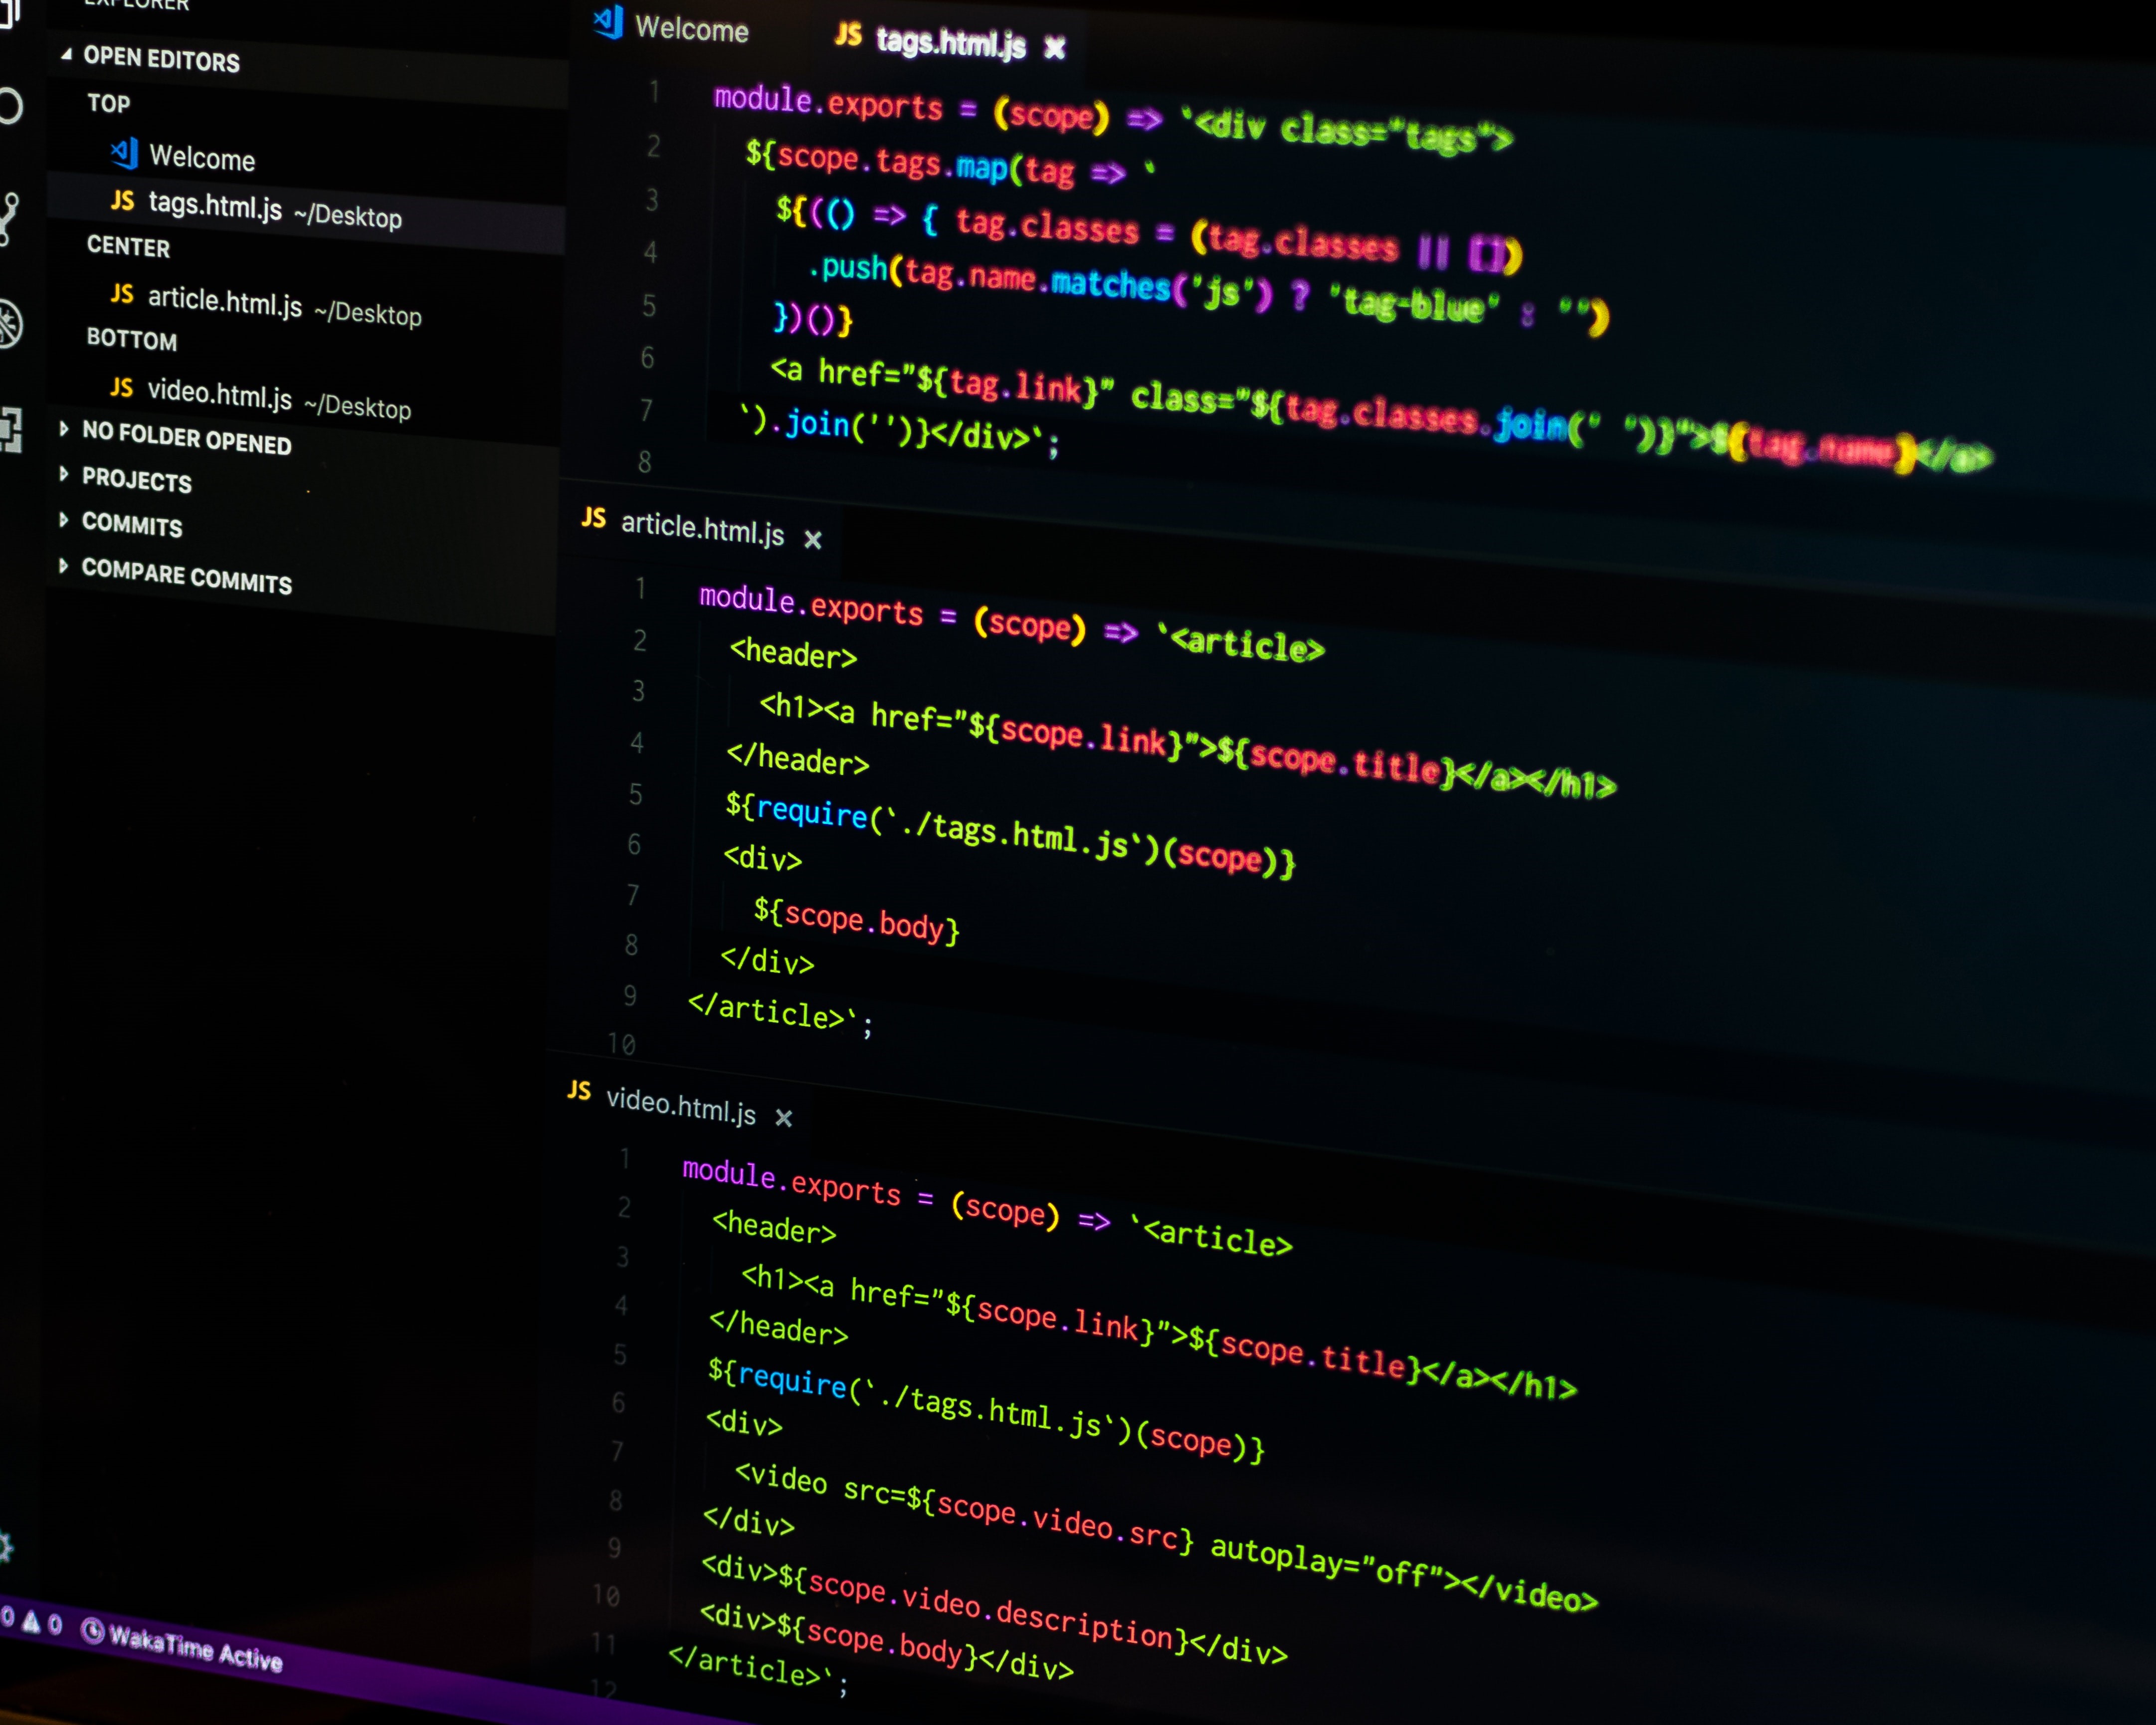 EXPLORER
OPEN EDITORS
TOP
Welcome
JS tags.html.js ~/Desktop
CENTER
JS article.html.js ~/Desktop
BOTTOM
JS video.html.js ~/Desktop
NO FOLDER OPENED
PROJECTS
COMMITS
COMPARE COMMITS
0 0 WakaTime Active
Welcome JS tags.html.js ×
1 module.exports = (scope) => `<div class="tags">
2 ${scope.tags.map(tag => `
3 ${(() => { tag.classes = (tag.classes || [])
4 .push(tag.name.matches('js') ? 'tag-blue' : '')
5 })()}
6 <a href="${tag.link}" class="${tag.classes.join(' ')}">${tag.name}</a>
7 `).join('')}</div>`;
8
JS article.html.js ×
1 module.exports = (scope) => `<article>
2 <header>
3 <h1><a href="${scope.link}">${scope.title}</a></h1>
4 </header>
5 ${require(`./tags.html.js`)(scope)}
6 <div>
7 ${scope.body}
8 </div>
9 </article>`;
10
JS video.html.js ×
1 module.exports = (scope) => `<article>
2 <header>
3 <h1><a href="${scope.link}">${scope.title}</a></h1>
4 </header>
5 ${require(`./tags.html.js`)(scope)}
6 <div>
7 <video src=${scope.video.src} autoplay="off"></video>
8 </div>
9 <div>${scope.video.description}</div>
10 <div>${scope.body}</div>
11 </article>`;
12